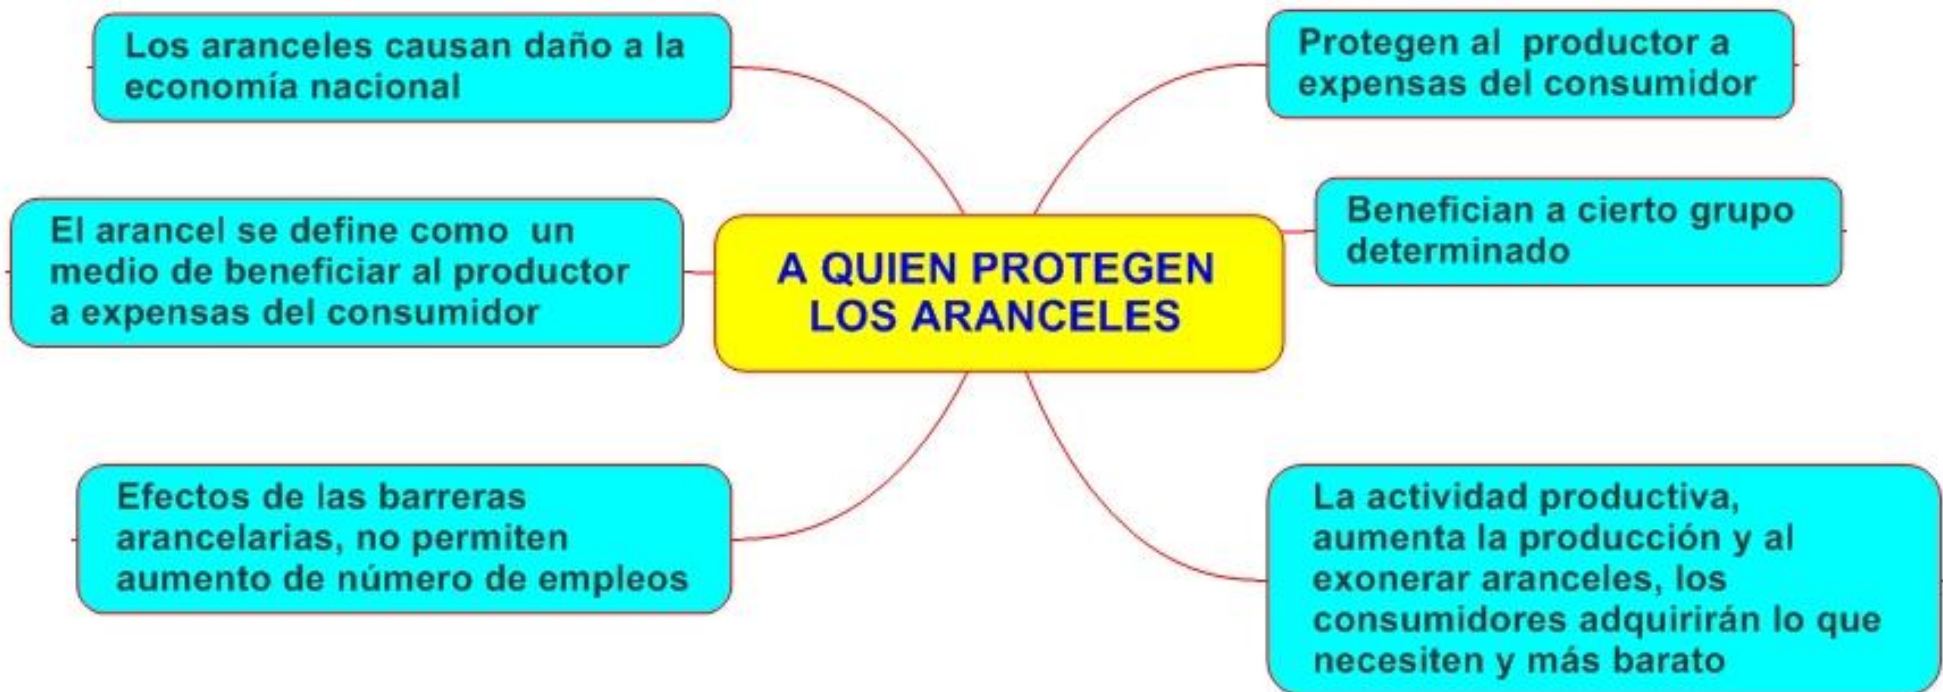 Los aranceles causan daño a la
economía nacional
Protegen al productor a
expensas del consumidor
El arancel se define como un
medio de beneficiar al productor
a expensas del consumidor
A QUIEN PROTEGEN
LOS ARANCELES
Benefician a cierto grupo
determinado
Efectos de las barreras
arancelarias, no permiten
aumento de número de empleos
La actividad productiva,
aumenta la producción y al
exonerar aranceles, los
consumidores adquirirán lo que
necesiten y más barato